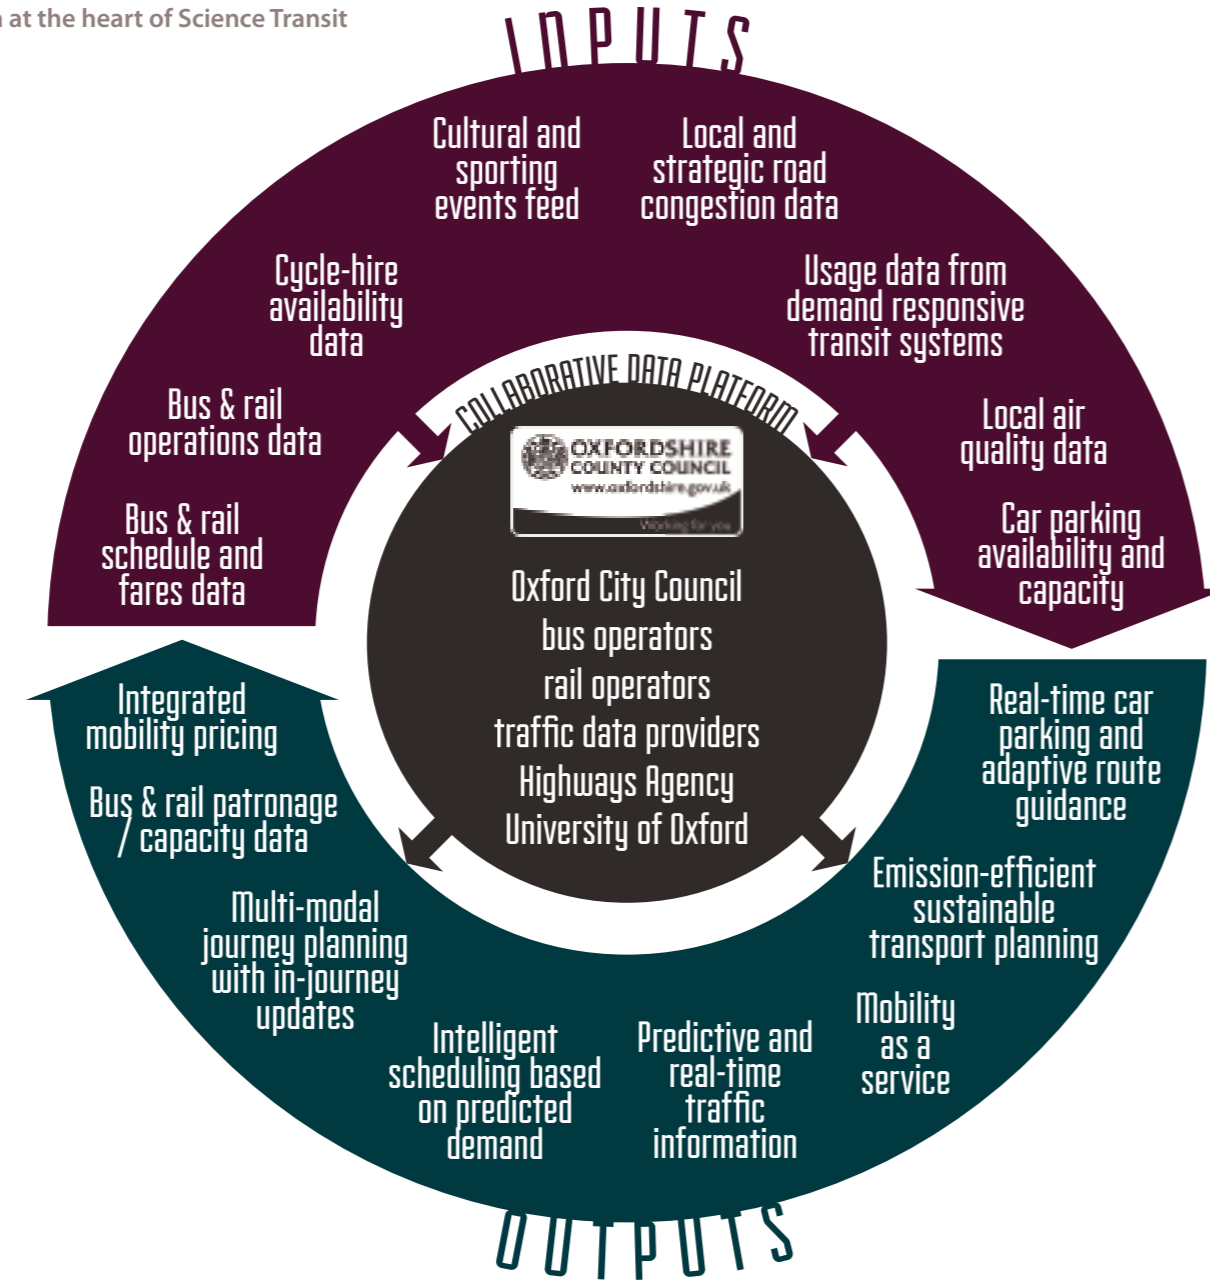 at the heart of Science Transit
INPUTS
Cultural and
sporting
events feed
Local and
strategic road
congestion data
Cycle-hire
availability
data
Usage data from
demand responsive
transit systems
Bus & rail
operations data
Local air
quality data
Bus & rail
schedule and
fares data
Car parking
availability and
capacity
COLLABORATIVE DATA PLATFORM
OXFORDSHIRE
COUNTY COUNCIL
www.oxfordshire.gov.uk
Working for you
Oxford City Council
bus operators
rail operators
traffic data providers
Highways Agency
University of Oxford
Integrated
mobility pricing
Bus & rail patronage
/ capacity data
Multi-modal
journey planning
with in-journey
updates
Intelligent
scheduling based
on predicted
demand
Predictive and
real-time
traffic
information
Mobility
as a
service
Emission-efficient
sustainable
transport planning
Real-time car
parking and
adaptive route
guidance
OUTPUTS